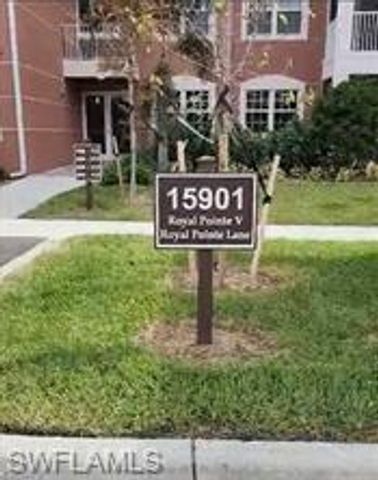 15901
Royal Pointe V
Royal Pointe Lane
SWFLAMLS